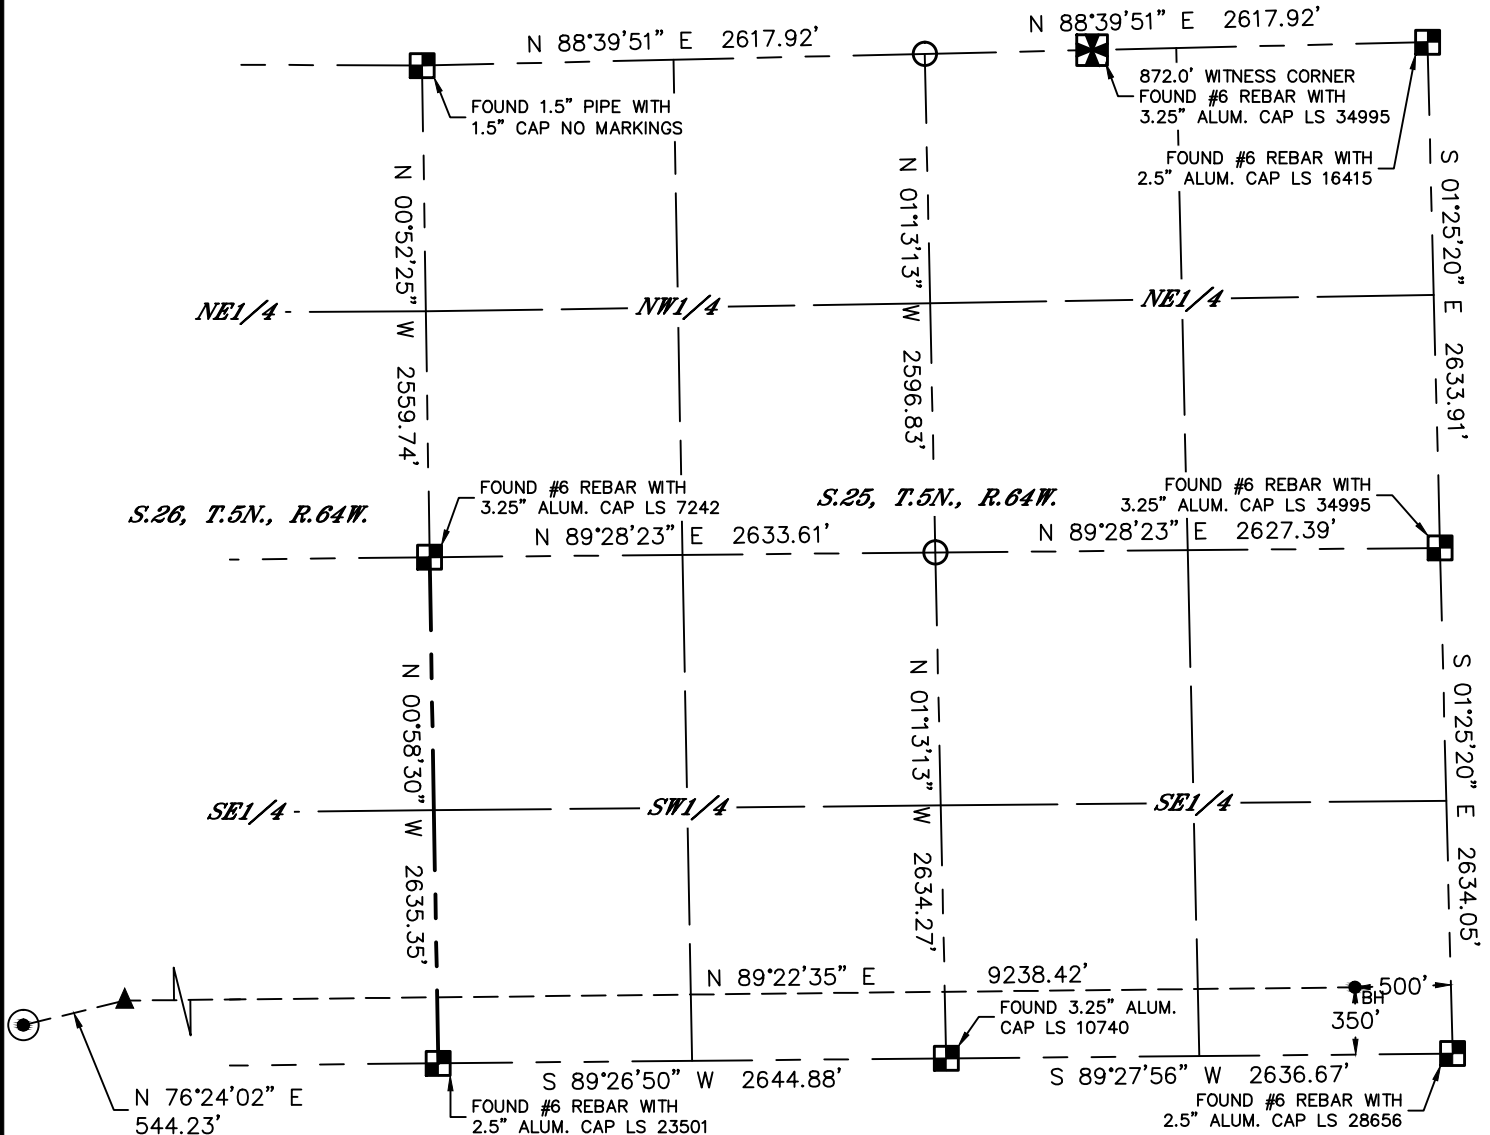 N 88°39'51" E 2617.92'
N 88°39'51" E 2617.92'
FOUND 1.5" PIPE WITH
1.5" CAP NO MARKINGS
872.0' WITNESS CORNER
FOUND #6 REBAR WITH
3.25" ALUM. CAP LS 34995
FOUND #6 REBAR WITH
2.5" ALUM. CAP LS 16415
N 00°52'25" W 2559.74'
N 01°13'13" W 2596.83'
S 01°25'20" E 2633.91'
NE1/4
NW1/4
NE1/4
S.26, T.5N., R.64W.
FOUND #6 REBAR WITH
3.25" ALUM. CAP LS 7242
S.25, T.5N., R.64W.
FOUND #6 REBAR WITH
3.25" ALUM. CAP LS 34995
N 89°28'23" E 2633.61'
N 89°28'23" E 2627.39'
N 00°58'30" W 2635.35'
N 01°13'13" W 2634.27'
S 01°25'20" E 2634.05'
SE1/4
SW1/4
SE1/4
N 89°22'35" E 9238.42'
BH
500'
350'
FOUND 3.25" ALUM.
CAP LS 10740
N 76°24'02" E
544.23'
S 89°26'50" W 2644.88'
S 89°27'56" W 2636.67'
FOUND #6 REBAR WITH
2.5" ALUM. CAP LS 23501
FOUND #6 REBAR WITH
2.5" ALUM. CAP LS 28656